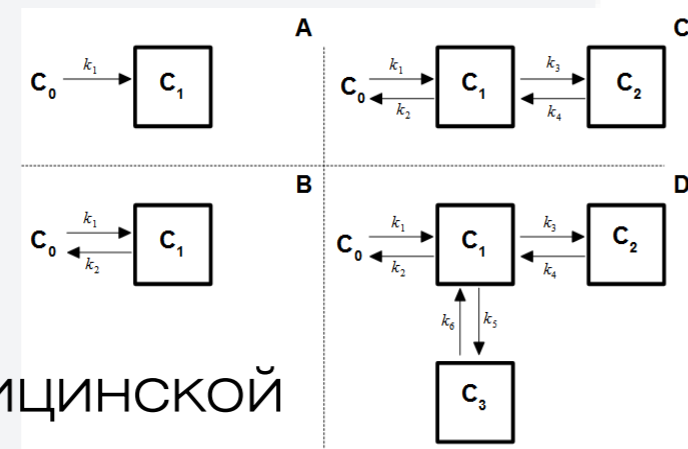 A
C₀ k₁ C₁
C
C₀ k₁ k₂ C₁ k₃ k₄ C₂
B
C₀ k₁ k₂ C₁
D
C₀ k₁ k₂ C₁ k₃ k₄ C₂
k₆ k₅
C₃
ИЦИНСКОЙ